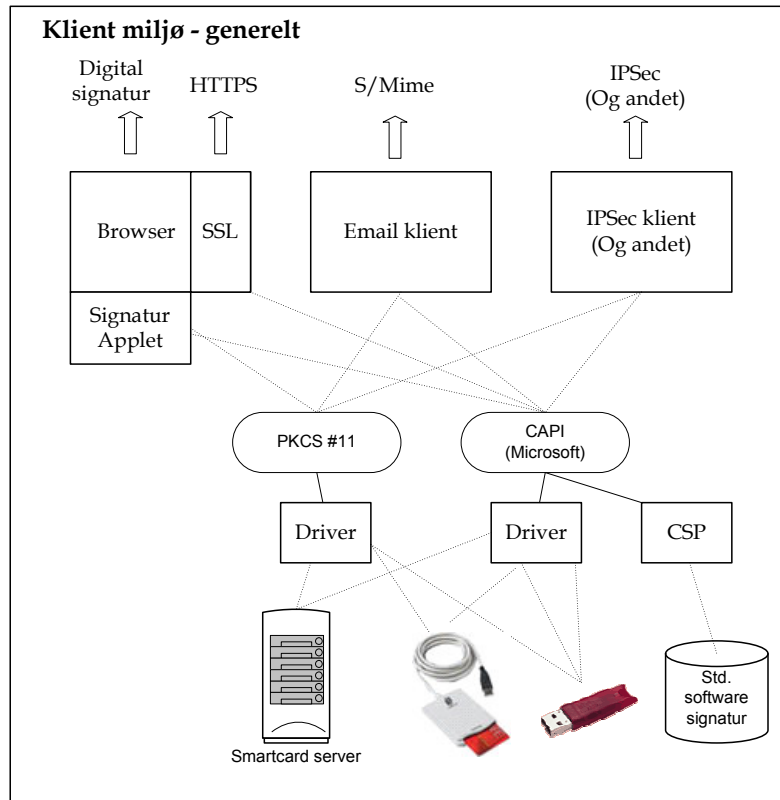 Klient miljø - generelt
Digital
signatur
HTTPS
S/Mime
IPSec
(Og andet)
Browser
SSL
Email klient
IPSec klient
(Og andet)
Signatur
Applet
PKCS #11
CAPI
(Microsoft)
Driver
Driver
CSP
Smartcard server
Std.
software
signatur